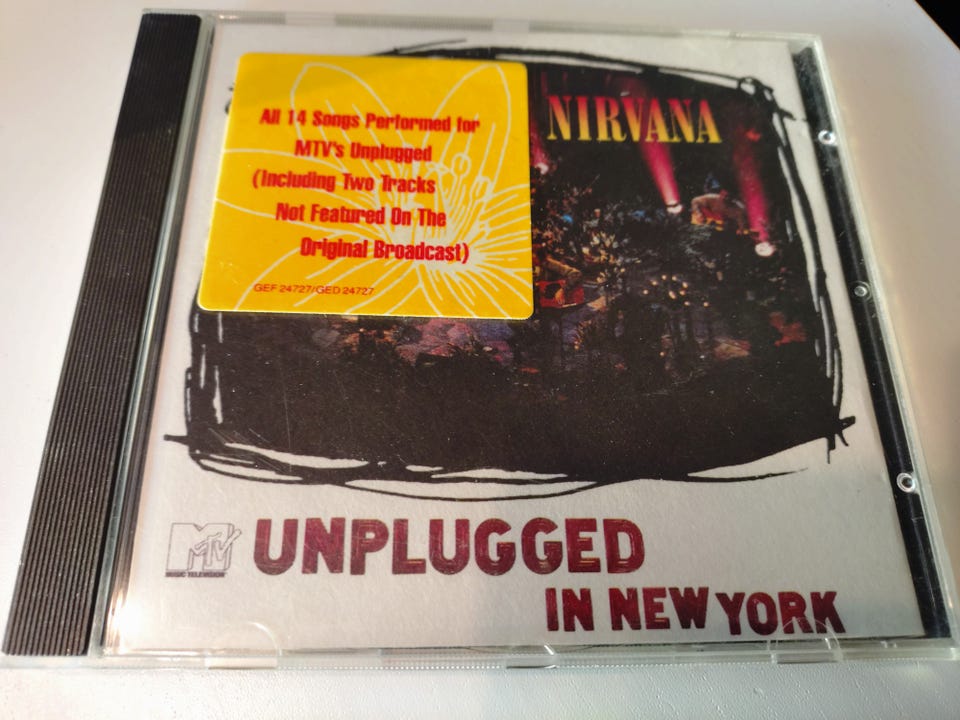 All 14 Songs Performed for
MTV's Unplugged
(Including Two Tracks
Not Featured On The
Original Broadcast)
GEF 24727/GED 24727
NIRVANA
MTV
MUSIC TELEVISION
UNPLUGGED
IN NEW YORK